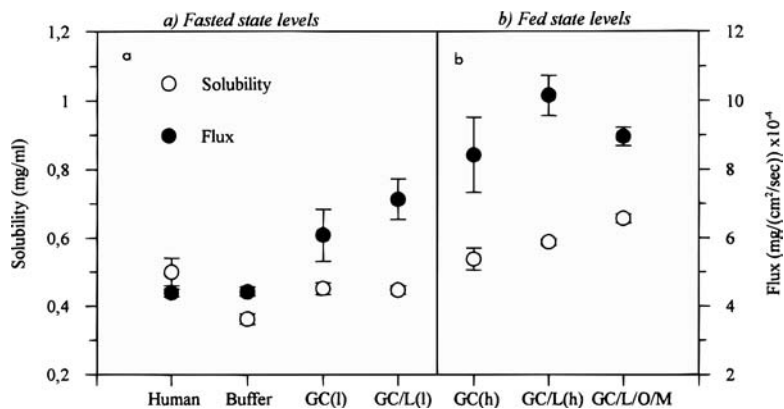 a) Fasted state levels
b) Fed state levels
1,2
1
0,8
0,6
0,4
0,2
Solubility (mg/ml)
a
Solubility
Flux
b
12
10
8
6
4
2
Flux (mg/(cm²/sec)) x10⁻⁴
Human Buffer GC(l) GC/L(l) GC(h) GC/L(h) GC/L/O/M